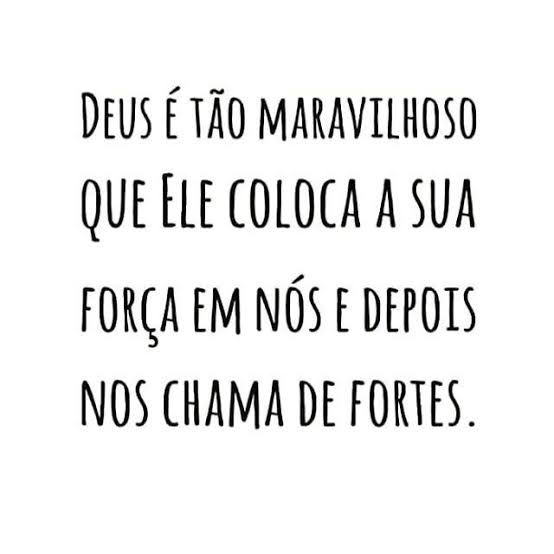 Deus é tão maravilhoso
que Ele coloca a sua
força em nós e depois
nos chama de fortes.